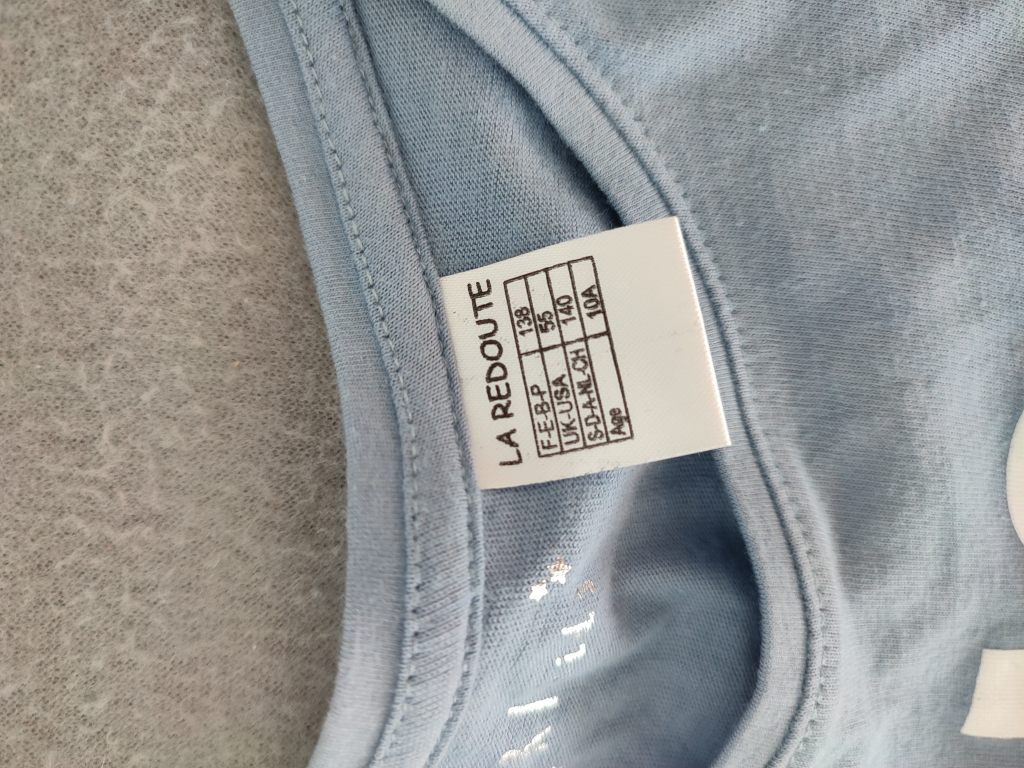 LA REDOUTE
F-E-B-P 138
UK-USA 55
S-D-A-NL-CH 140
Age 10A